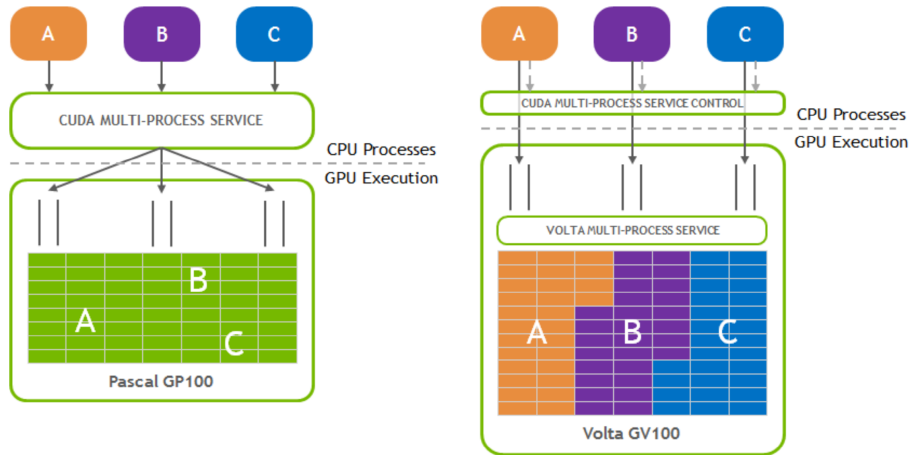 A
B
C
CUDA MULTI-PROCESS SERVICE
CPU Processes
GPU Execution
B
A
C
Pascal GP100
A
B
C
CUDA MULTI-PROCESS SERVICE CONTROL
CPU Processes
GPU Execution
VOLTA MULTI-PROCESS SERVICE
A
B
C
Volta GV100